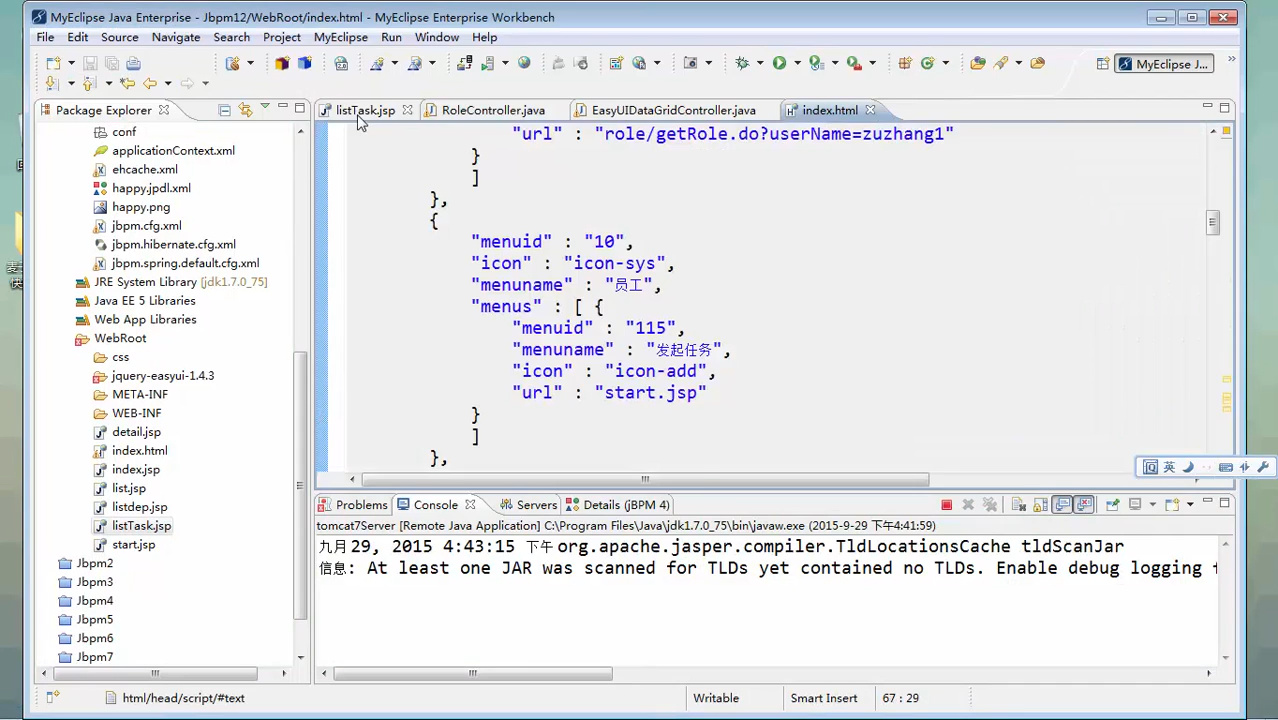 MyEclipse Java Enterprise - Jbpm12/WebRoot/index.html - MyEclipse Enterprise Workbench
File Edit Source Navigate Search Project MyEclipse Run Window Help
MyEclipse J...
Package Explorer
listTask.jsp RoleController.java EasyUIDataGridController.java index.html
conf
applicationContext.xml
ehcache.xml
happy.jpdl.xml
happy.png
jbpm.cfg.xml
jbpm.hibernate.cfg.xml
jbpm.spring.default.cfg.xml
JRE System Library [jdk1.7.0_75]
Java EE 5 Libraries
Web App Libraries
WebRoot
css
jquery-easyui-1.4.3
META-INF
WEB-INF
detail.jsp
index.html
index.jsp
list.jsp
listdep.jsp
listTask.jsp
start.jsp
Jbpm2
Jbpm3
Jbpm4
Jbpm5
Jbpm6
Jbpm7
"url" : "role/getRole.do?userName=zuzhang1"
}
]
},
{
"menuid" : "10",
"icon" : "icon-sys",
"menuname" : "员工",
"menus" : [ {
"menuid" : "115",
"menuname" : "发起任务",
"icon" : "icon-add",
"url" : "start.jsp"
}
]
},
英
Problems Console Servers Details (jBPM 4)
tomcat7Server [Remote Java Application] C:\Program Files\Java\jdk1.7.0_75\bin\javaw.exe (2015-9-29 下午4:41:59)
九月 29, 2015 4:43:15 下午 org.apache.jasper.compiler.TldLocationsCache tldScanJar
信息: At least one JAR was scanned for TLDs yet contained no TLDs. Enable debug logging
html/head/script/#text Writable Smart Insert 67 : 29